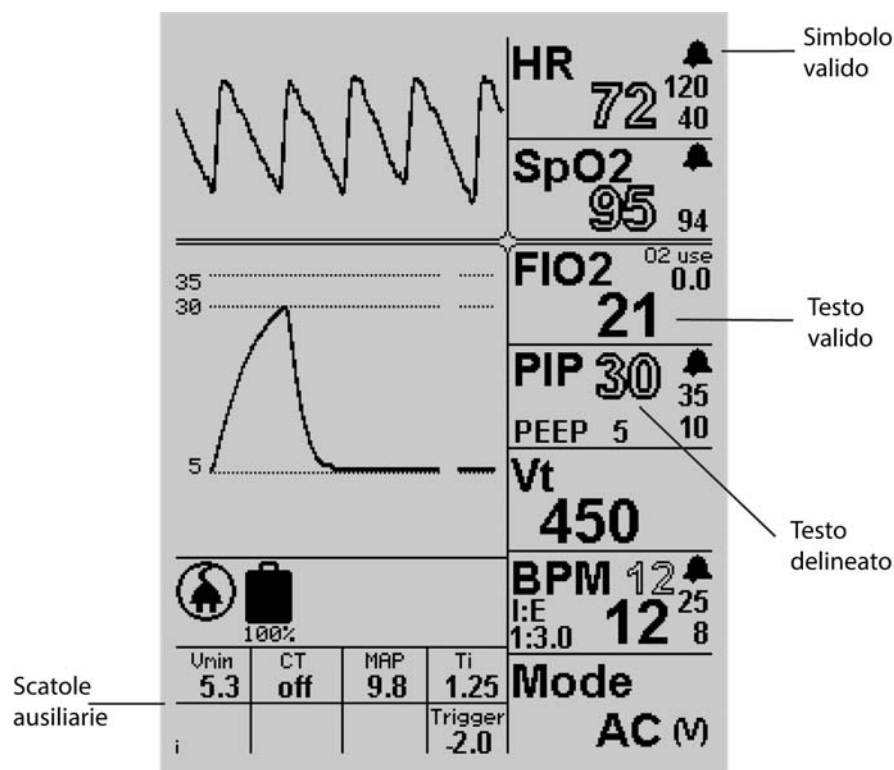 Simbolo
valido
HR
72
120
40
SpO2
95
94
FIO2
O2 use
0.0
21
Testo
valido
35
30
5
PIP 30
35
10
PEEP 5
Vt
450
Testo
delineato
BPM 12
25
8
I:E
1:3.0
12
100%
Vmin CT MAP Ti
5.3 off 9.8 1.25
Trigger
-2.0
i
Scatole
ausiliarie
Mode
AC (V)